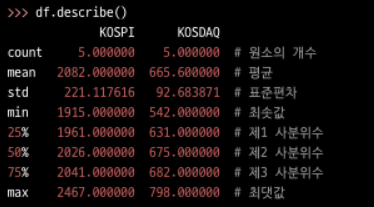 >>> df.describe()
KOSPI KOSDAQ
count 5.000000 5.000000 # 원소의 개수
mean 2082.000000 665.600000 # 평균
std 221.117616 92.683871 # 표준편차
min 1915.000000 542.000000 # 최솟값
25% 1961.000000 631.000000 # 제1 사분위수
50% 2026.000000 675.000000 # 제2 사분위수
75% 2041.000000 682.000000 # 제3 사분위수
max 2467.000000 798.000000 # 최댓값